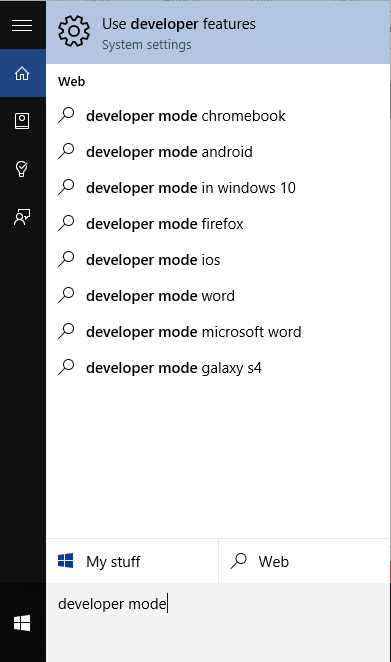 Use developer features
System settings
Web
developer mode chromebook
developer mode android
developer mode in windows 10
developer mode firefox
developer mode ios
developer mode word
developer mode microsoft word
developer mode galaxy s4
My stuff
Web
developer mode